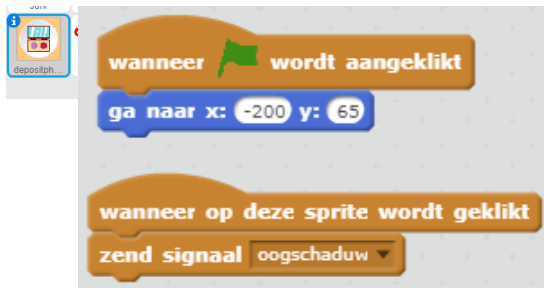 depositph...
wanneer wordt aangeklikt
ga naar x: -200 y: 65
wanneer op deze sprite wordt geklikt
zend signaal oogschaduw